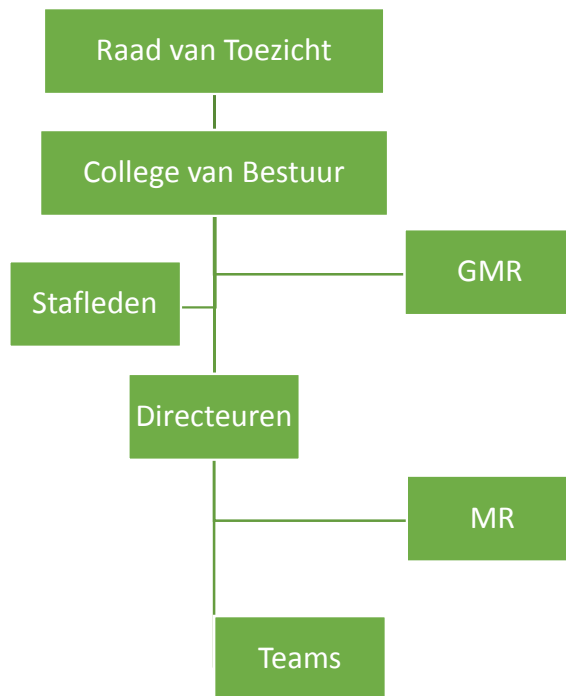 Raad van Toezicht
College van Bestuur
GMR
Stafleden
Directeuren
MR
Teams